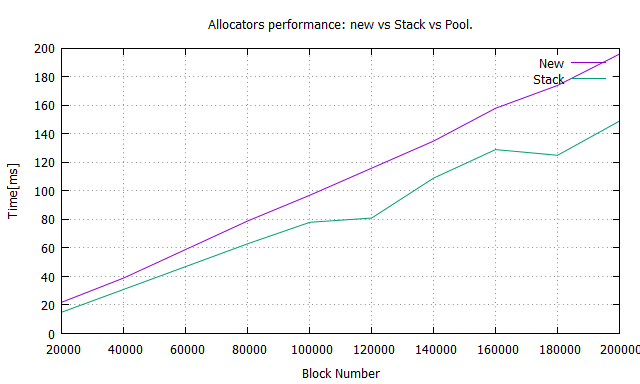 Allocators performance: new vs Stack vs Pool.
200
180
160
140
120
100
80
60
40
20
0
Time[ms]
New
Stack
20000 40000 60000 80000 100000 120000 140000 160000 180000 200000
Block Number